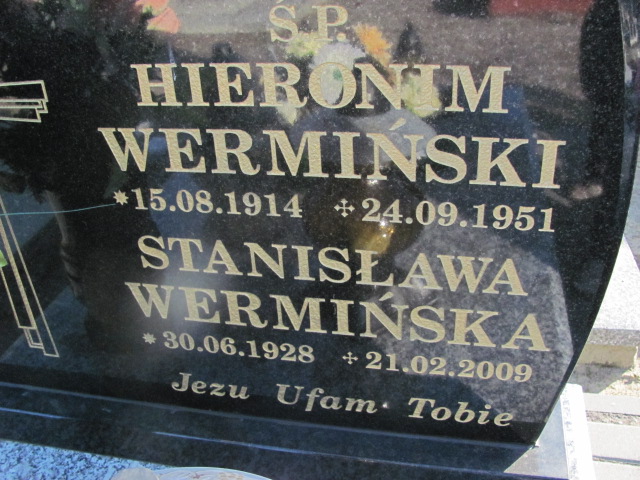 Ś.P.
HIERONIM
WERMIŃSKI
*15.08.1914 ✢24.09.1951
STANISŁAWA
WERMIŃSKA
*30.06.1928 ✢21.02.2009
Jezu Ufam Tobie